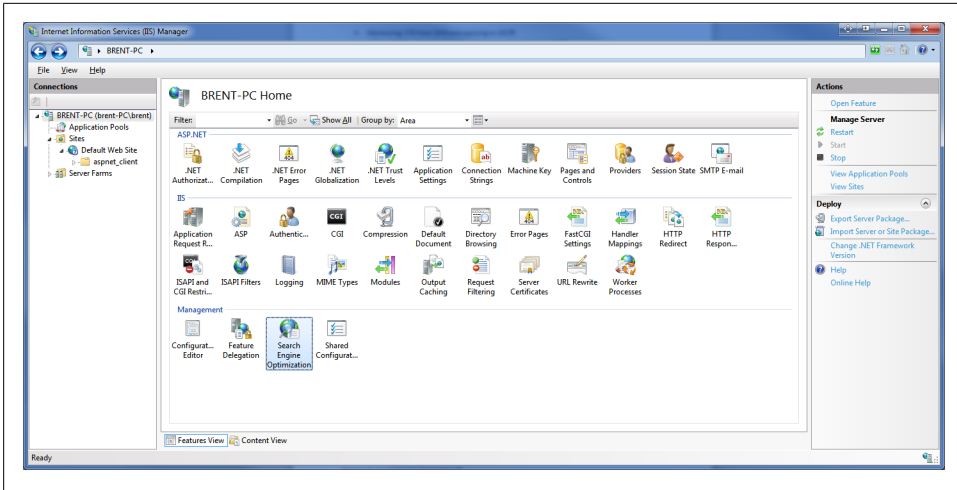 Internet Information Services (IIS) Manager
BRENT-PC
File View Help
Connections
BRENT-PC (brent-PC\brent)
Application Pools
Sites
Default Web Site
aspnet_client
Server Farms
BRENT-PC Home
Filter: Go Show All Group by: Area
ASP.NET
.NET Authorizat...
.NET Compilation
.NET Error Pages
.NET Globalization
.NET Trust Levels
Application Settings
Connection Strings
Machine Key
Pages and Controls
Providers
Session State
SMTP E-mail
IIS
Application Request R...
ASP
Authentic...
CGI
Compression
Default Document
Directory Browsing
Error Pages
FastCGI Settings
Handler Mappings
HTTP Redirect
HTTP Respon...
ISAPI and CGI Restri...
ISAPI Filters
Logging
MIME Types
Modules
Output Caching
Request Filtering
Server Certificates
URL Rewrite
Worker Processes
Management
Configurat... Editor
Feature Delegation
Search Engine Optimization
Shared Configurat...
Features View Content View
Actions
Open Feature
Manage Server
Restart
Start
Stop
View Application Pools
View Sites
Deploy
Export Server Package...
Import Server or Site Package...
Change .NET Framework
Version
Help
Online Help
Ready